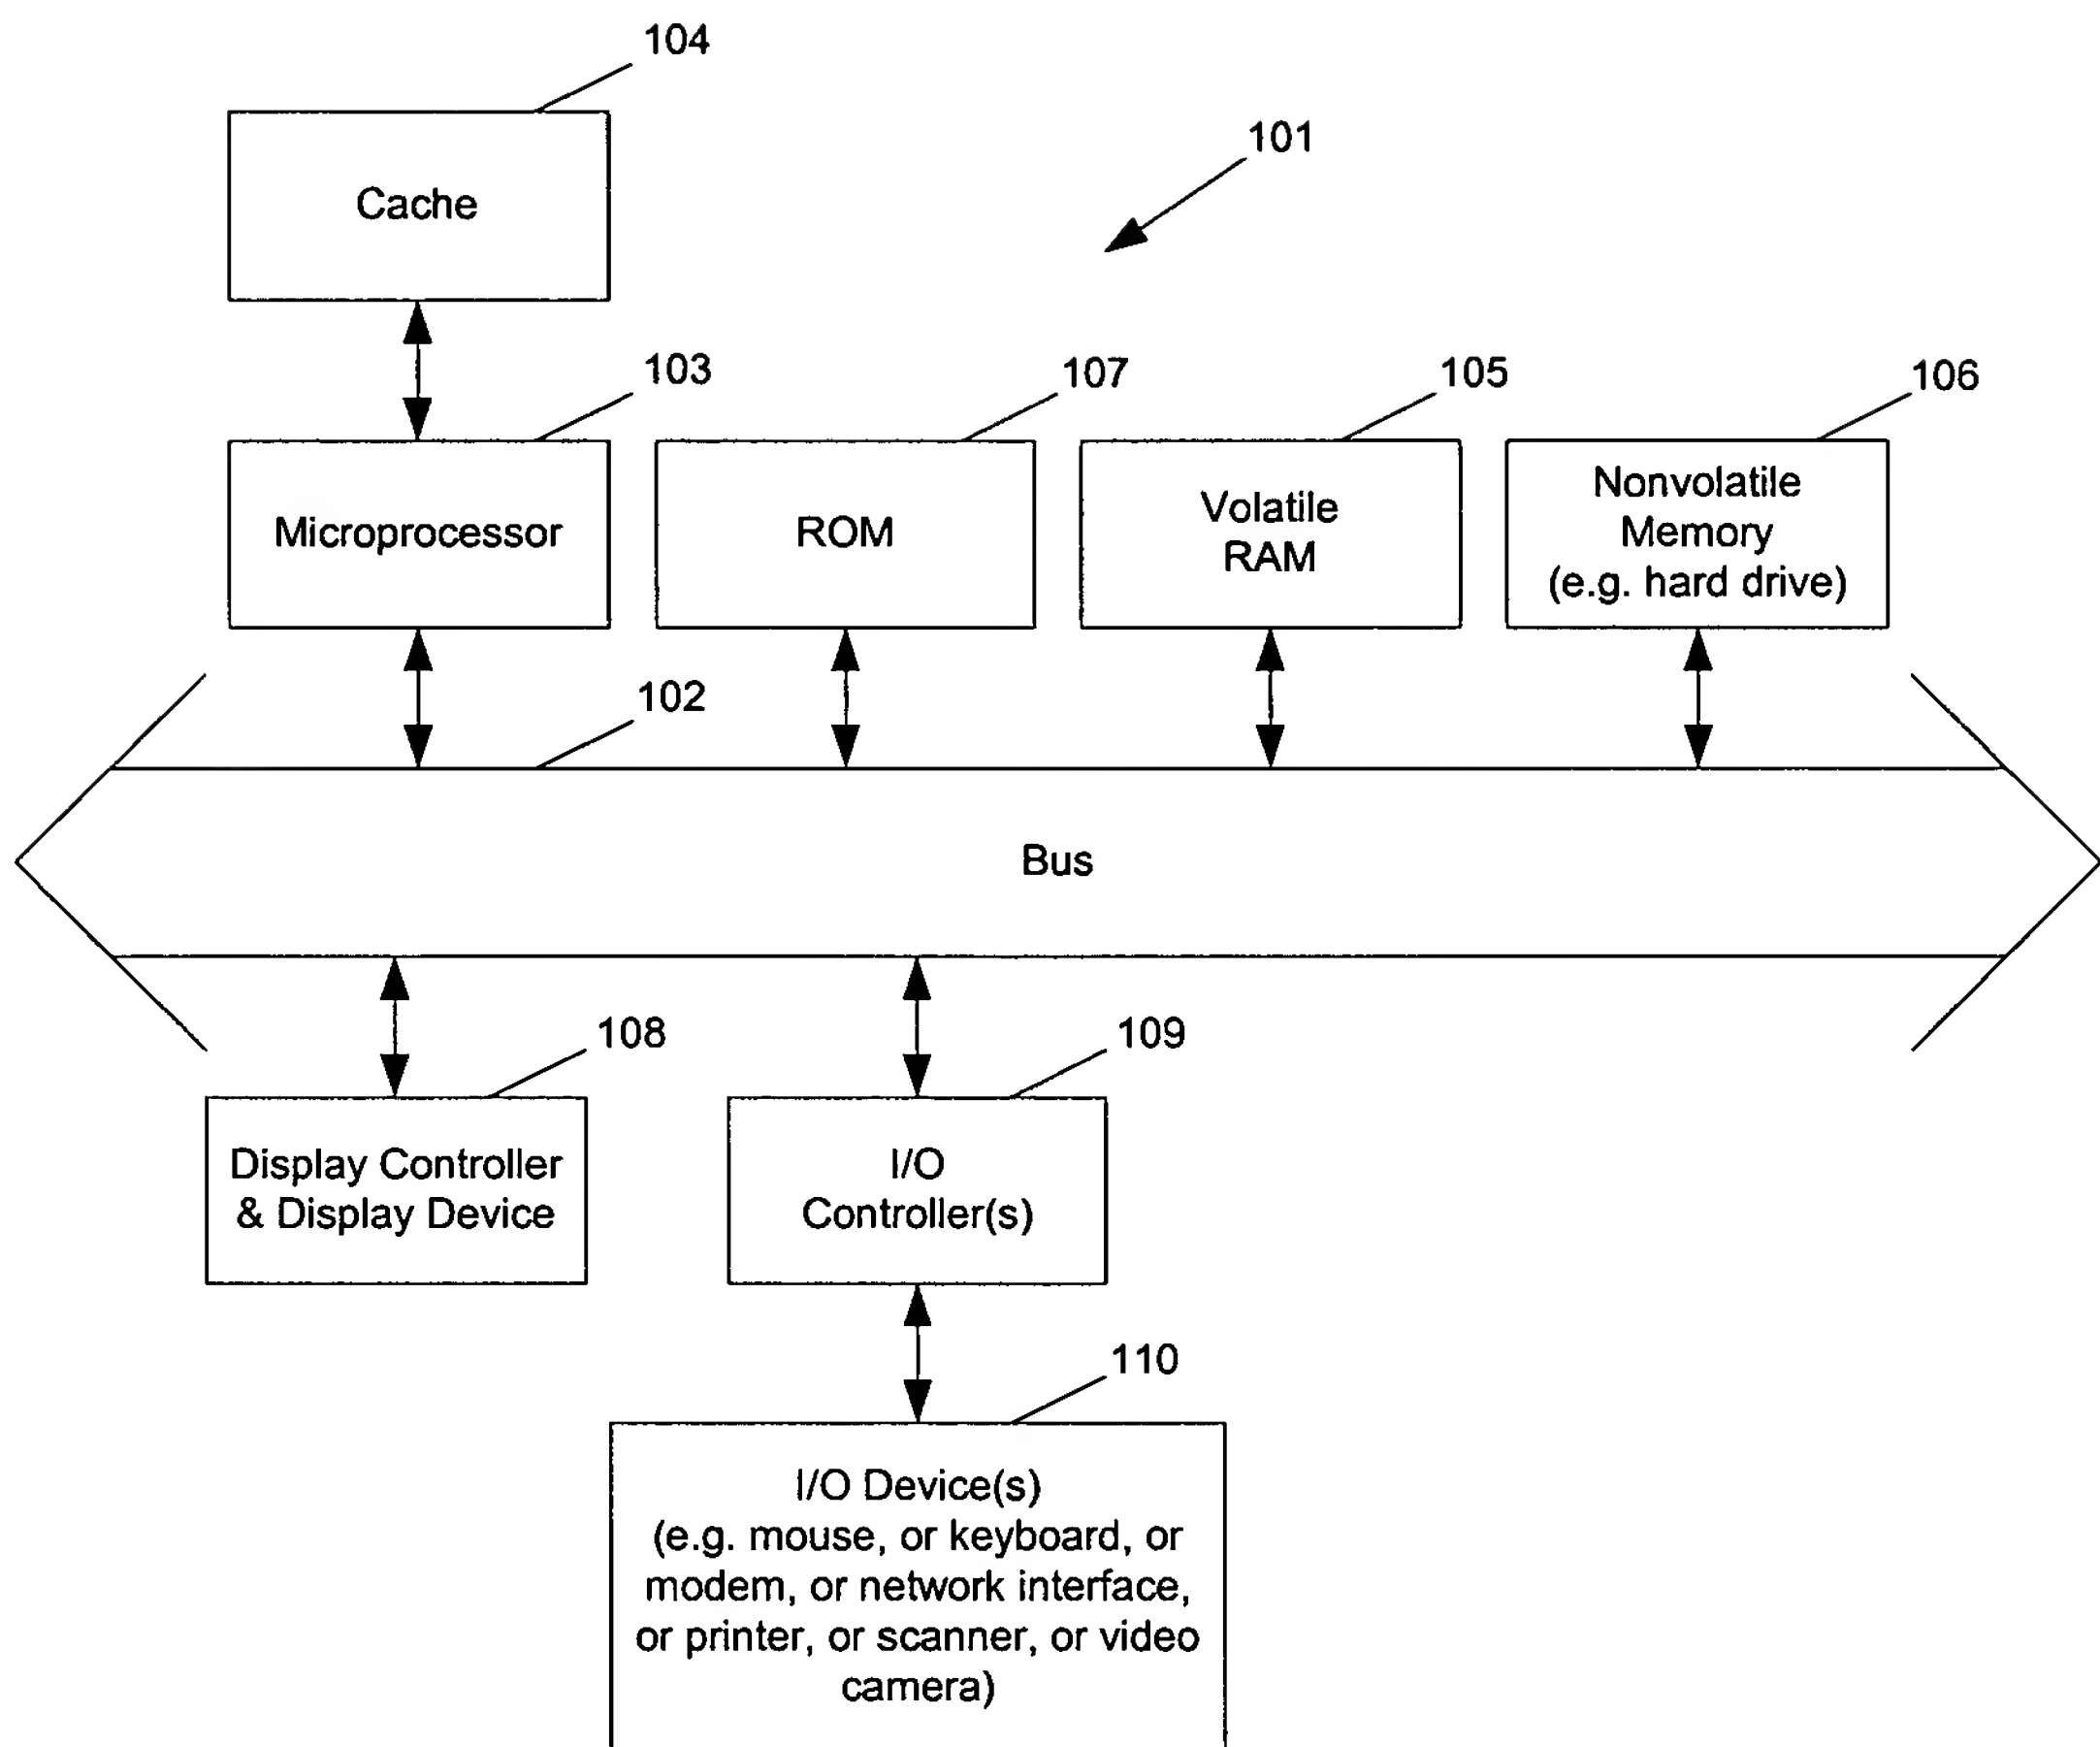 104
Cache
101
103
Microprocessor
107
ROM
105
Volatile
RAM
106
Nonvolatile
Memory
(e.g. hard drive)
102
Bus
108
Display Controller
& Display Device
109
I/O
Controller(s)
110
I/O Device(s)
(e.g. mouse, or keyboard, or
modem, or network interface,
or printer, or scanner, or video
camera)